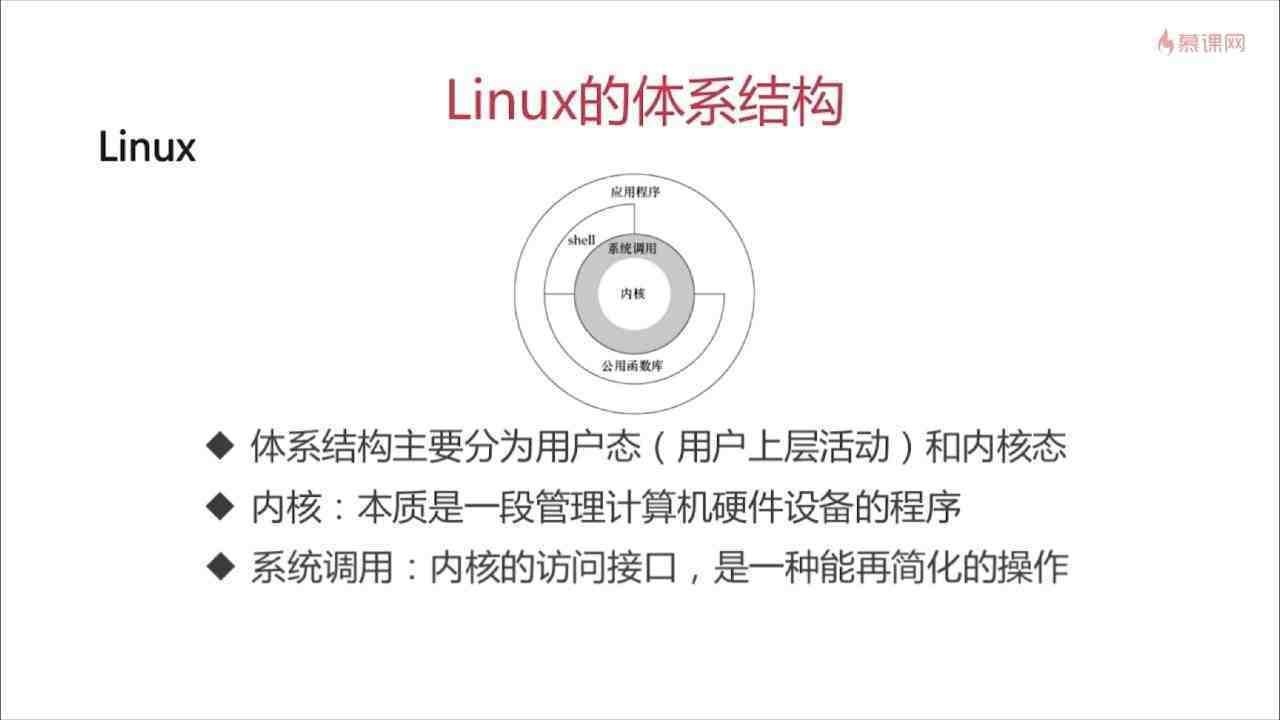 慕课网
Linux的体系结构
Linux
应用程序
shell
系统调用
内核
公用函数库
体系结构主要分为用户态（用户上层活动）和内核态
内核：本质是一段管理计算机硬件设备的程序
系统调用：内核的访问接口，是一种能再简化的操作